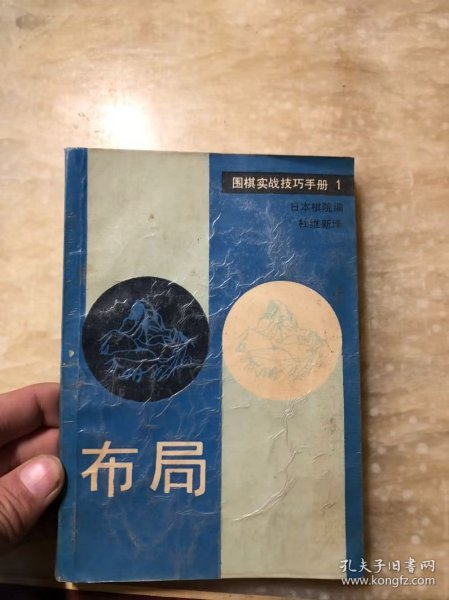 围棋实战技巧手册 1
日本棋院编
杜维新译
布局
孔夫子旧书网
www.kongfz.com